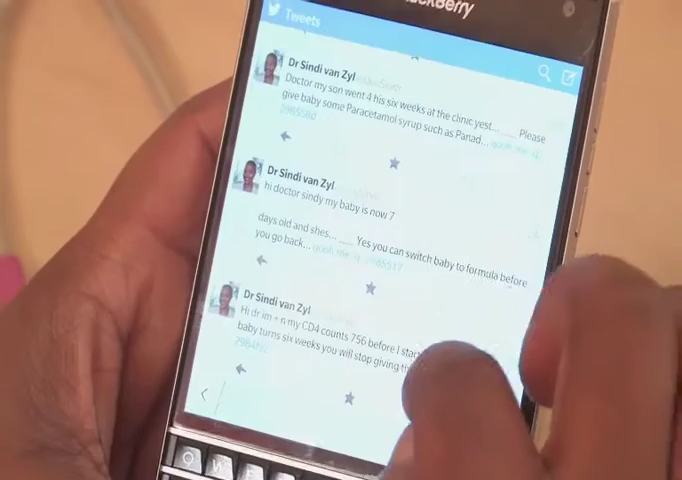 BlackBerry
Tweets
Dr Sindi van Zyl
Doctor my son went 4 his six weeks at the clinic yest... ___ Please
give baby some Paracetamol syrup such as Panad...
Dr Sindi van Zyl
hi doctor sindy my baby is now 7
days old and shes... ___ Yes you can switch baby to formula before
you go back...
Dr Sindi van Zyl
Hi dr im + n my CD4 counts 756 before I start
baby turns six weeks you will stop giving
Q
W